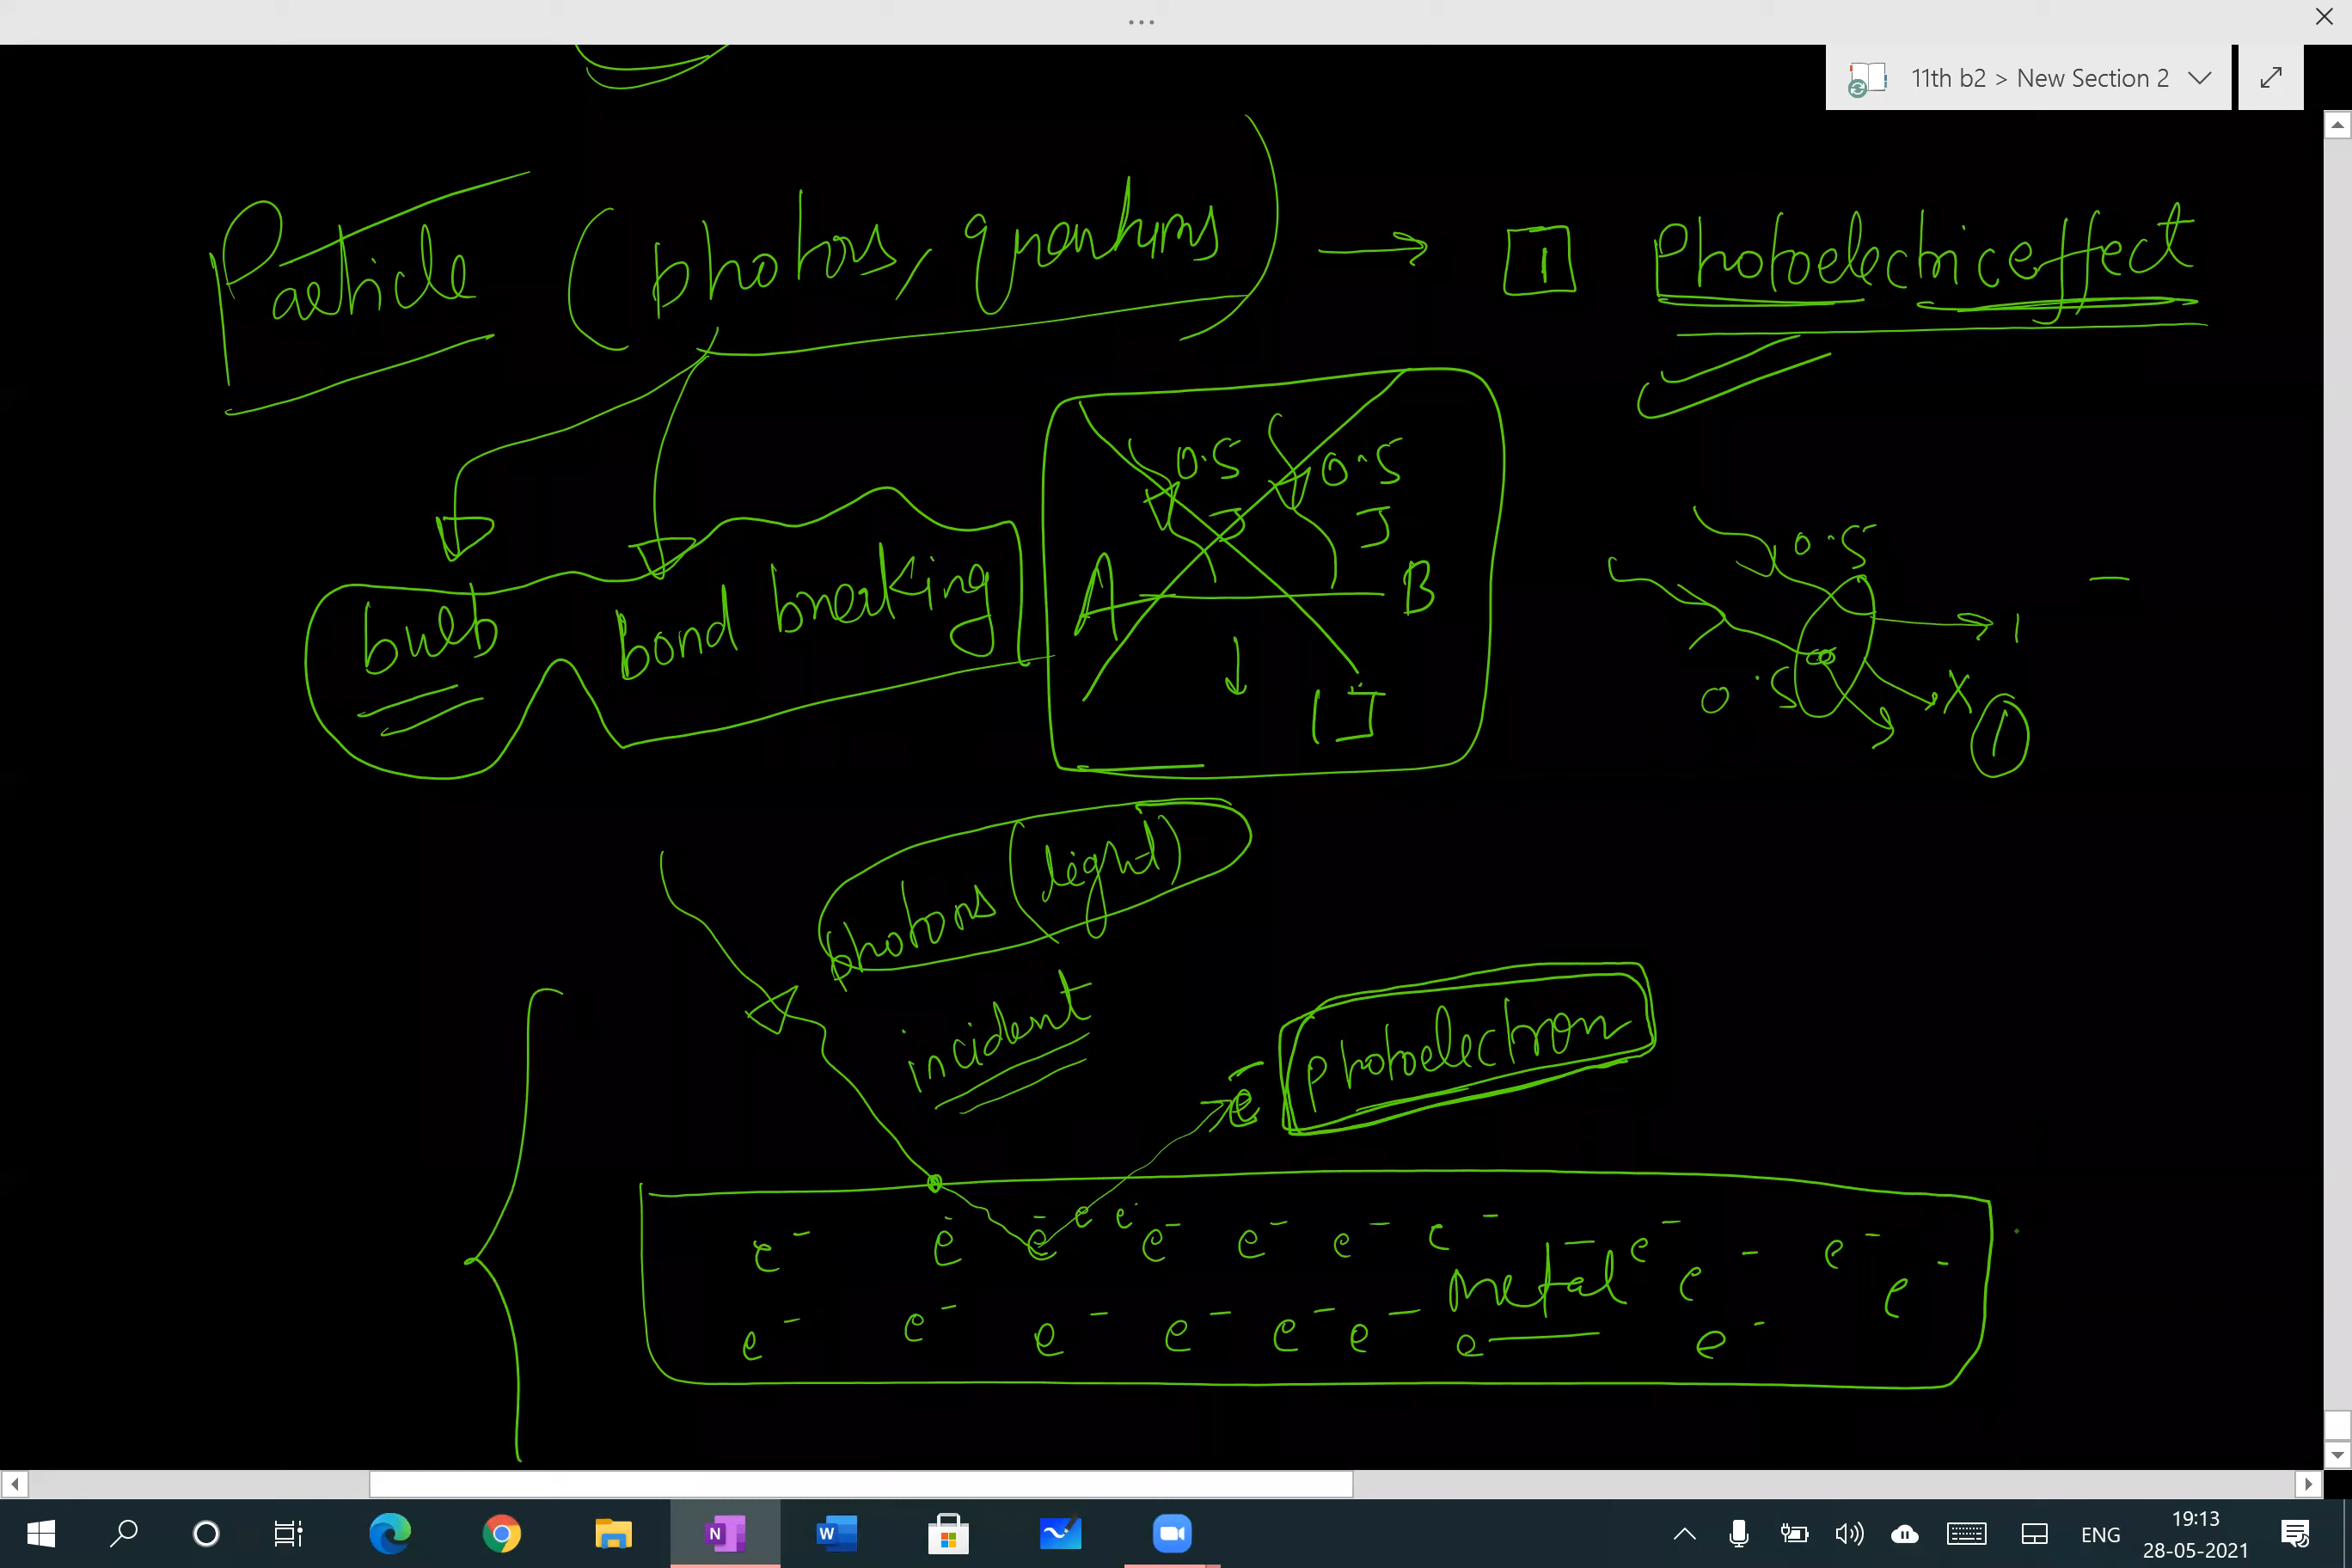 ...
11th b2 > New Section 2
Particle (photons, quantums) → 1 Photoelectric effect
0.5 J 0.5 J
A B
1 J
0.5
1
0.5
X 1
bulb bond breaking
photons (light)
incident
e⁻ photoelectron
e⁻ e⁻ e⁻ e e⁻ e⁻ e⁻ e⁻ e⁻ e⁻ e⁻ e⁻ e⁻
metal
e⁻ e⁻ e⁻ e⁻ e⁻ e⁻ e e⁻
ENG
19:13
28-05-2021